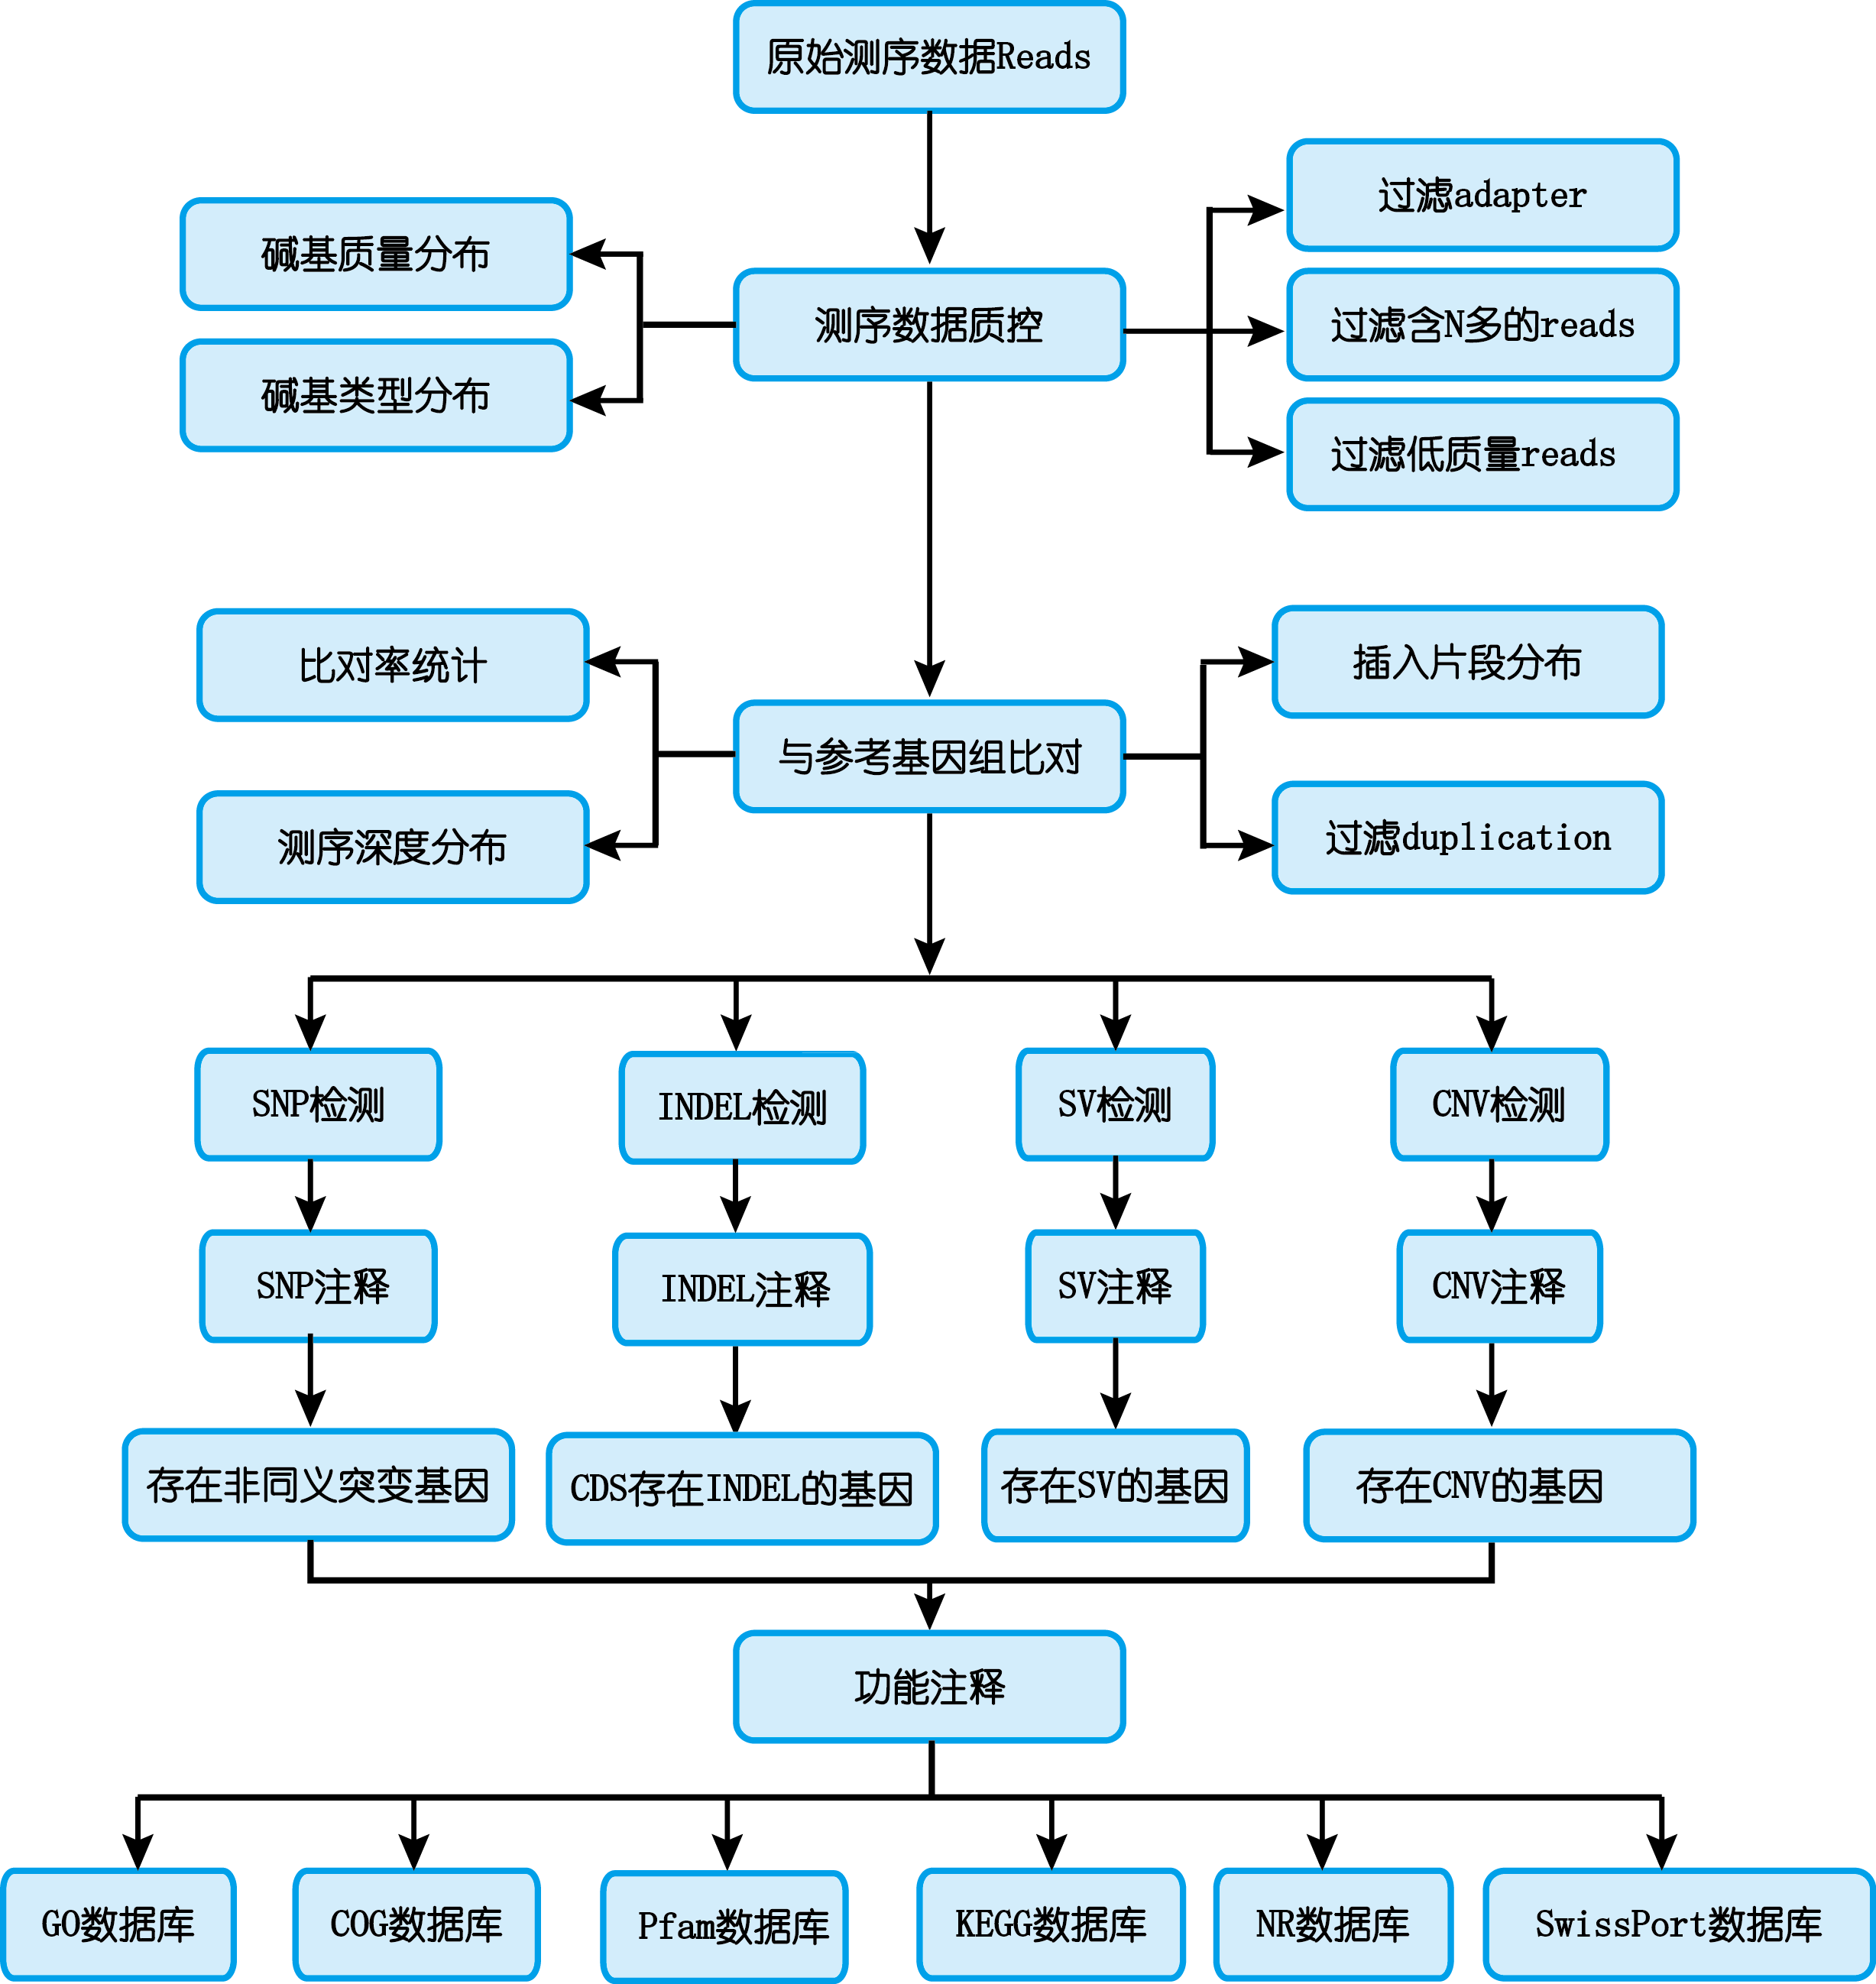 原始测序数据Reads
过滤adapter
碱基质量分布
测序数据质控
过滤含N多的reads
碱基类型分布
过滤低质量reads
比对率统计
插入片段分布
与参考基因组比对
测序深度分布
过滤duplication
SNP检测
INDEL检测
SV检测
CNV检测
SNP注释
INDEL注释
SV注释
CNV注释
存在非同义突变基因
CDS存在INDEL的基因
存在SV的基因
存在CNV的基因
功能注释
GO数据库
COG数据库
Pfam数据库
KEGG数据库
NR数据库
SwissPort数据库